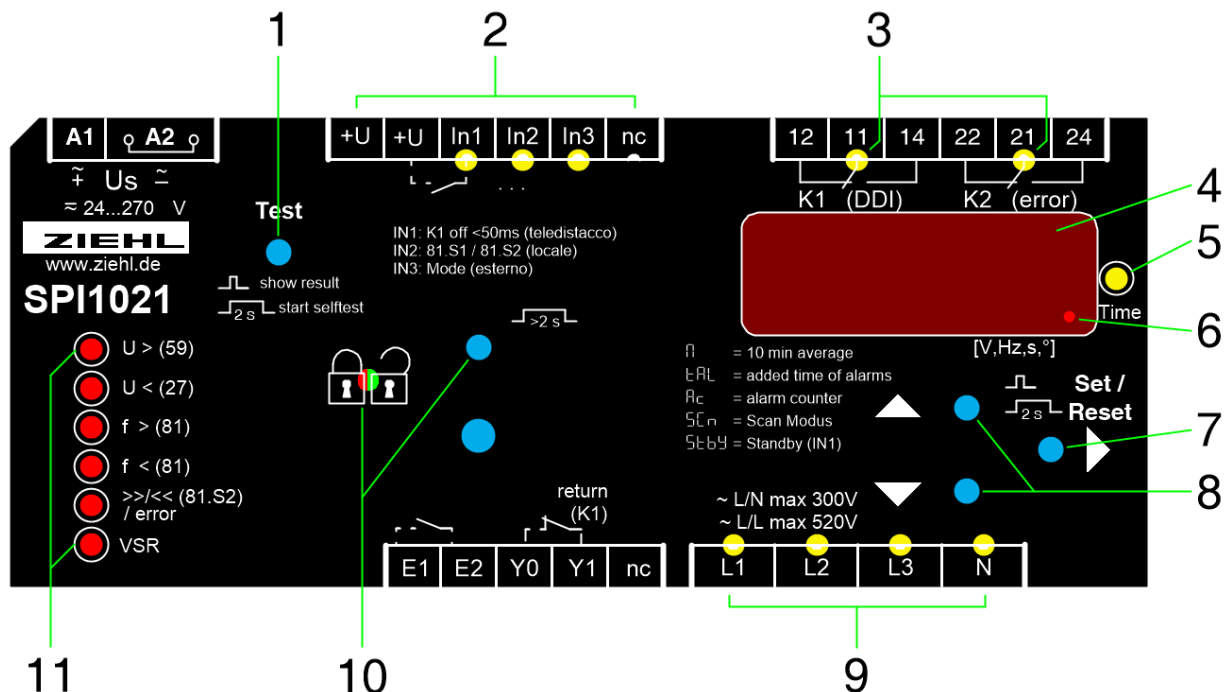 1
2
3
A1 A2
+U +U In1 In2 In3 nc
12 11 14 22 21 24
Us
≂ 24...270 V
K1 (DDI) K2 (error)
4
5
6
ZIEHL
www.ziehl.de
SPI1021
Test
show result
2 s start selftest
IN1: K1 off <50ms (teledistacco)
IN2: 81.S1 / 81.S2 (locale)
IN3: Mode (esterno)
>2 s
Time
[V,Hz,s,°]
U > (59)
U < (27)
f > (81)
f < (81)
>>/<< (81.S2)
/ error
VSR
= 10 min average
tAL = added time of alarms
Ac = alarm counter
SCn = Scan Modus
StbY = Standby (IN1)
2 s
Set /
Reset
7
8
~ L/N max 300V
~ L/L max 520V
return
(K1)
E1 E2 Y0 Y1 nc
L1 L2 L3 N
11
10
9